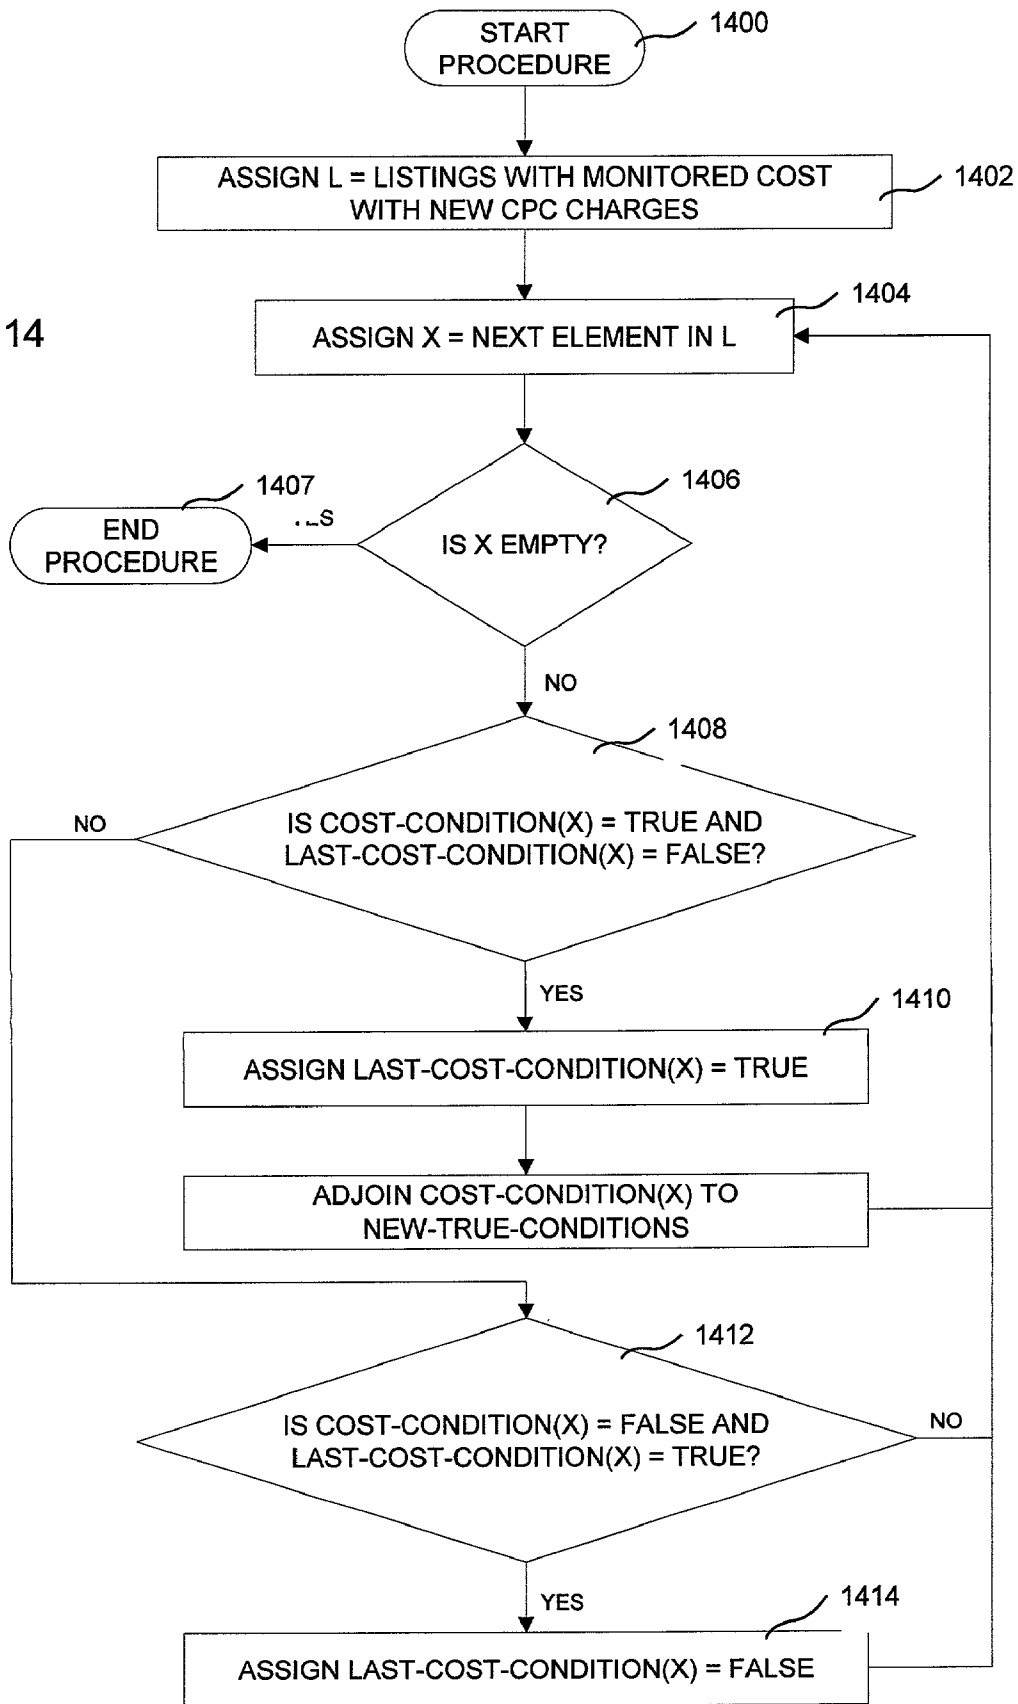 START
PROCEDURE
1400
ASSIGN L = LISTINGS WITH MONITORED COST
WITH NEW CPC CHARGES
1402
14
ASSIGN X = NEXT ELEMENT IN L
1404
1407
END
PROCEDURE
IS X EMPTY?
1406
NO
1408
NO
IS COST-CONDITION(X) = TRUE AND
LAST-COST-CONDITION(X) = FALSE?
YES
1410
ASSIGN LAST-COST-CONDITION(X) = TRUE
ADJOIN COST-CONDITION(X) TO
NEW-TRUE-CONDITIONS
1412
IS COST-CONDITION(X) = FALSE AND
LAST-COST-CONDITION(X) = TRUE?
NO
YES
1414
ASSIGN LAST-COST-CONDITION(X) = FALSE